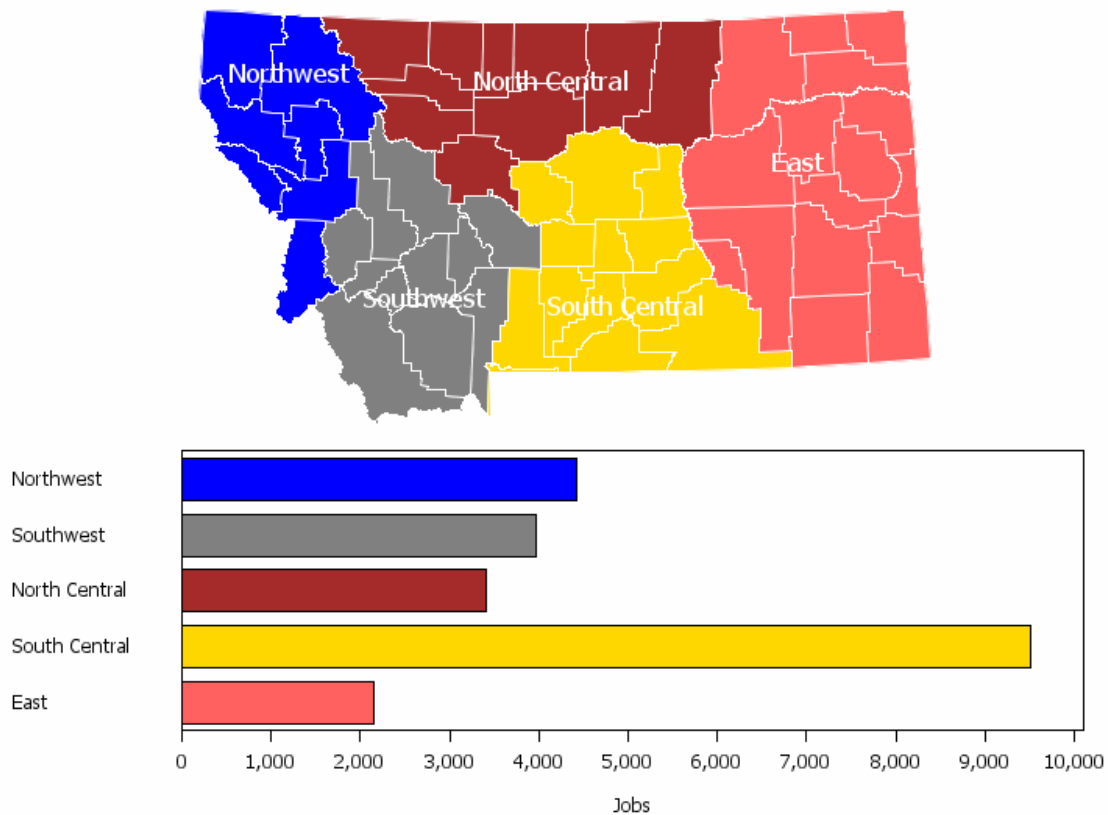 Northwest
North Central
East
Southwest
South Central
Northwest
Southwest
North Central
South Central
East
0 1,000 2,000 3,000 4,000 5,000 6,000 7,000 8,000 9,000 10,000
Jobs